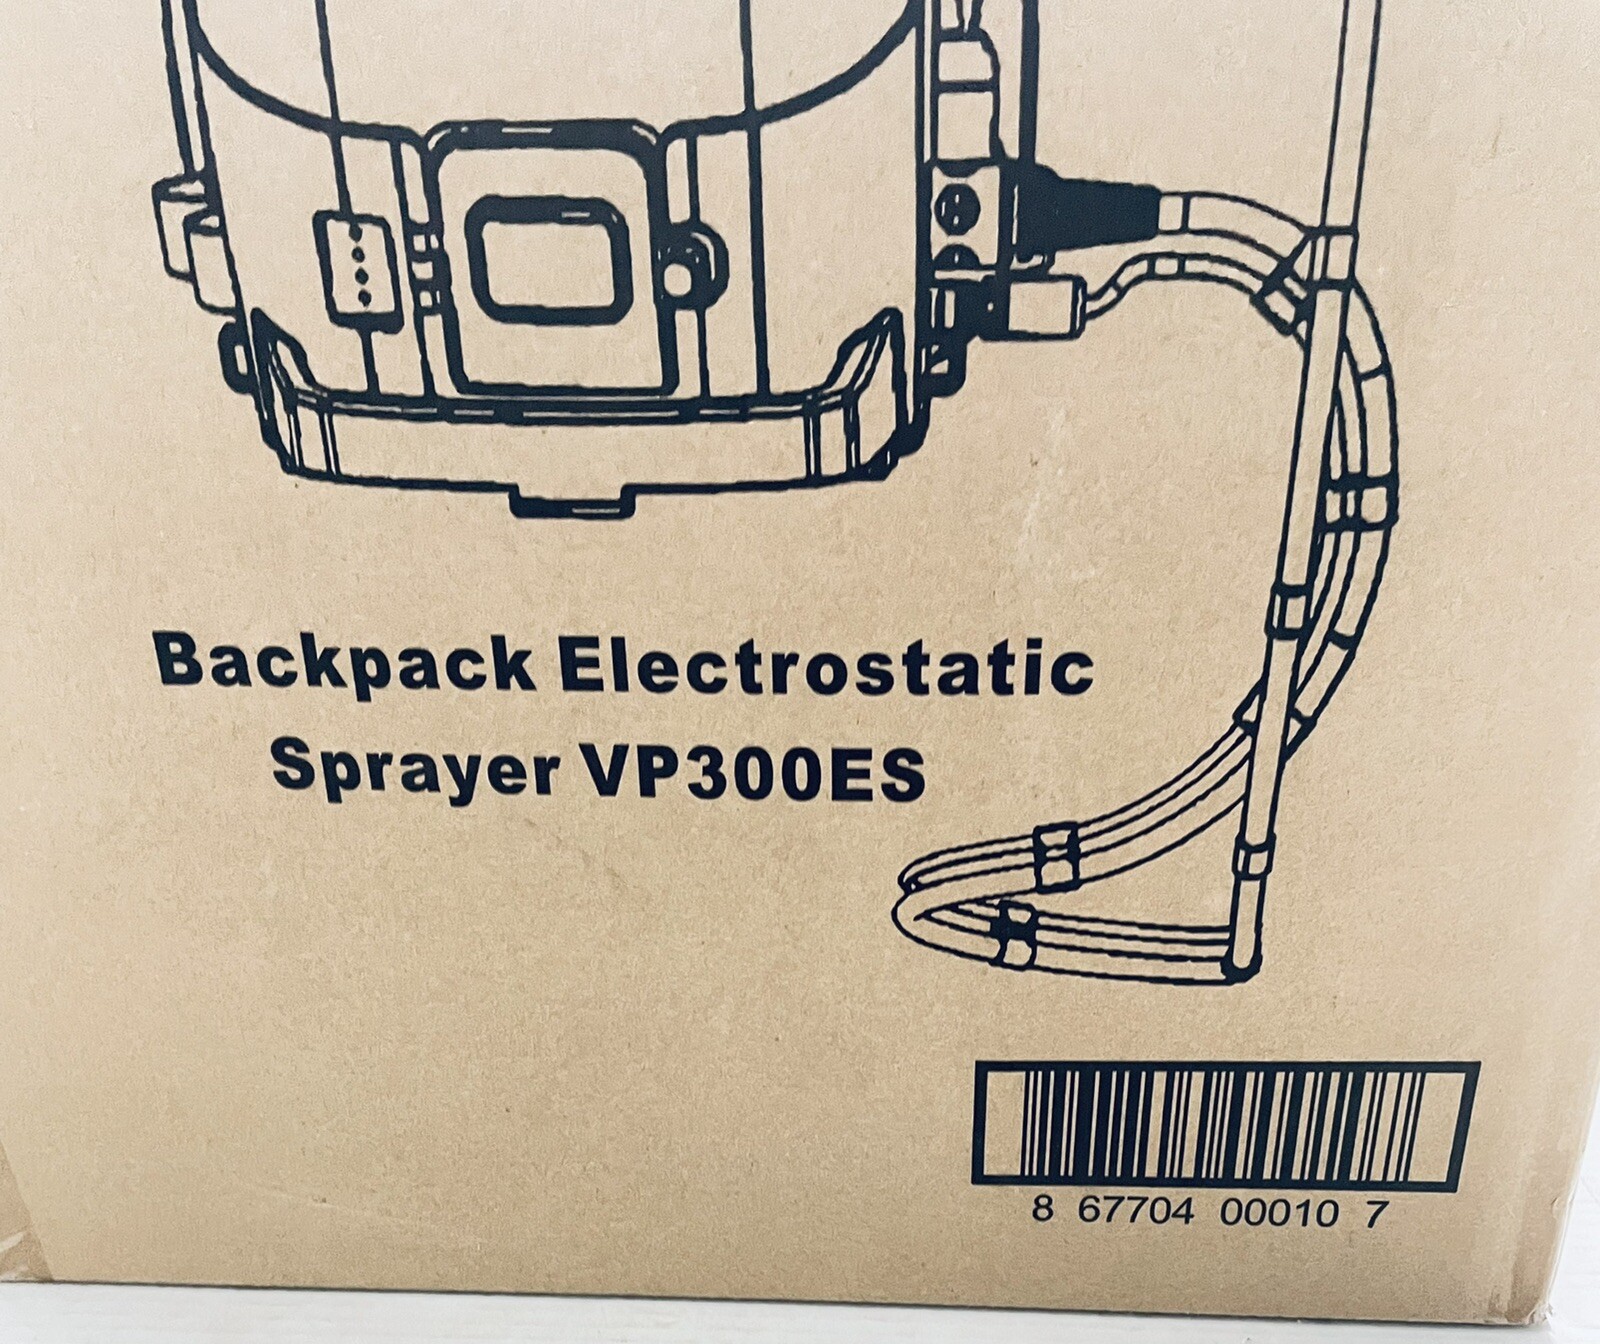 Backpack Electrostatic
Sprayer VP300ES
8 67704 00010 7